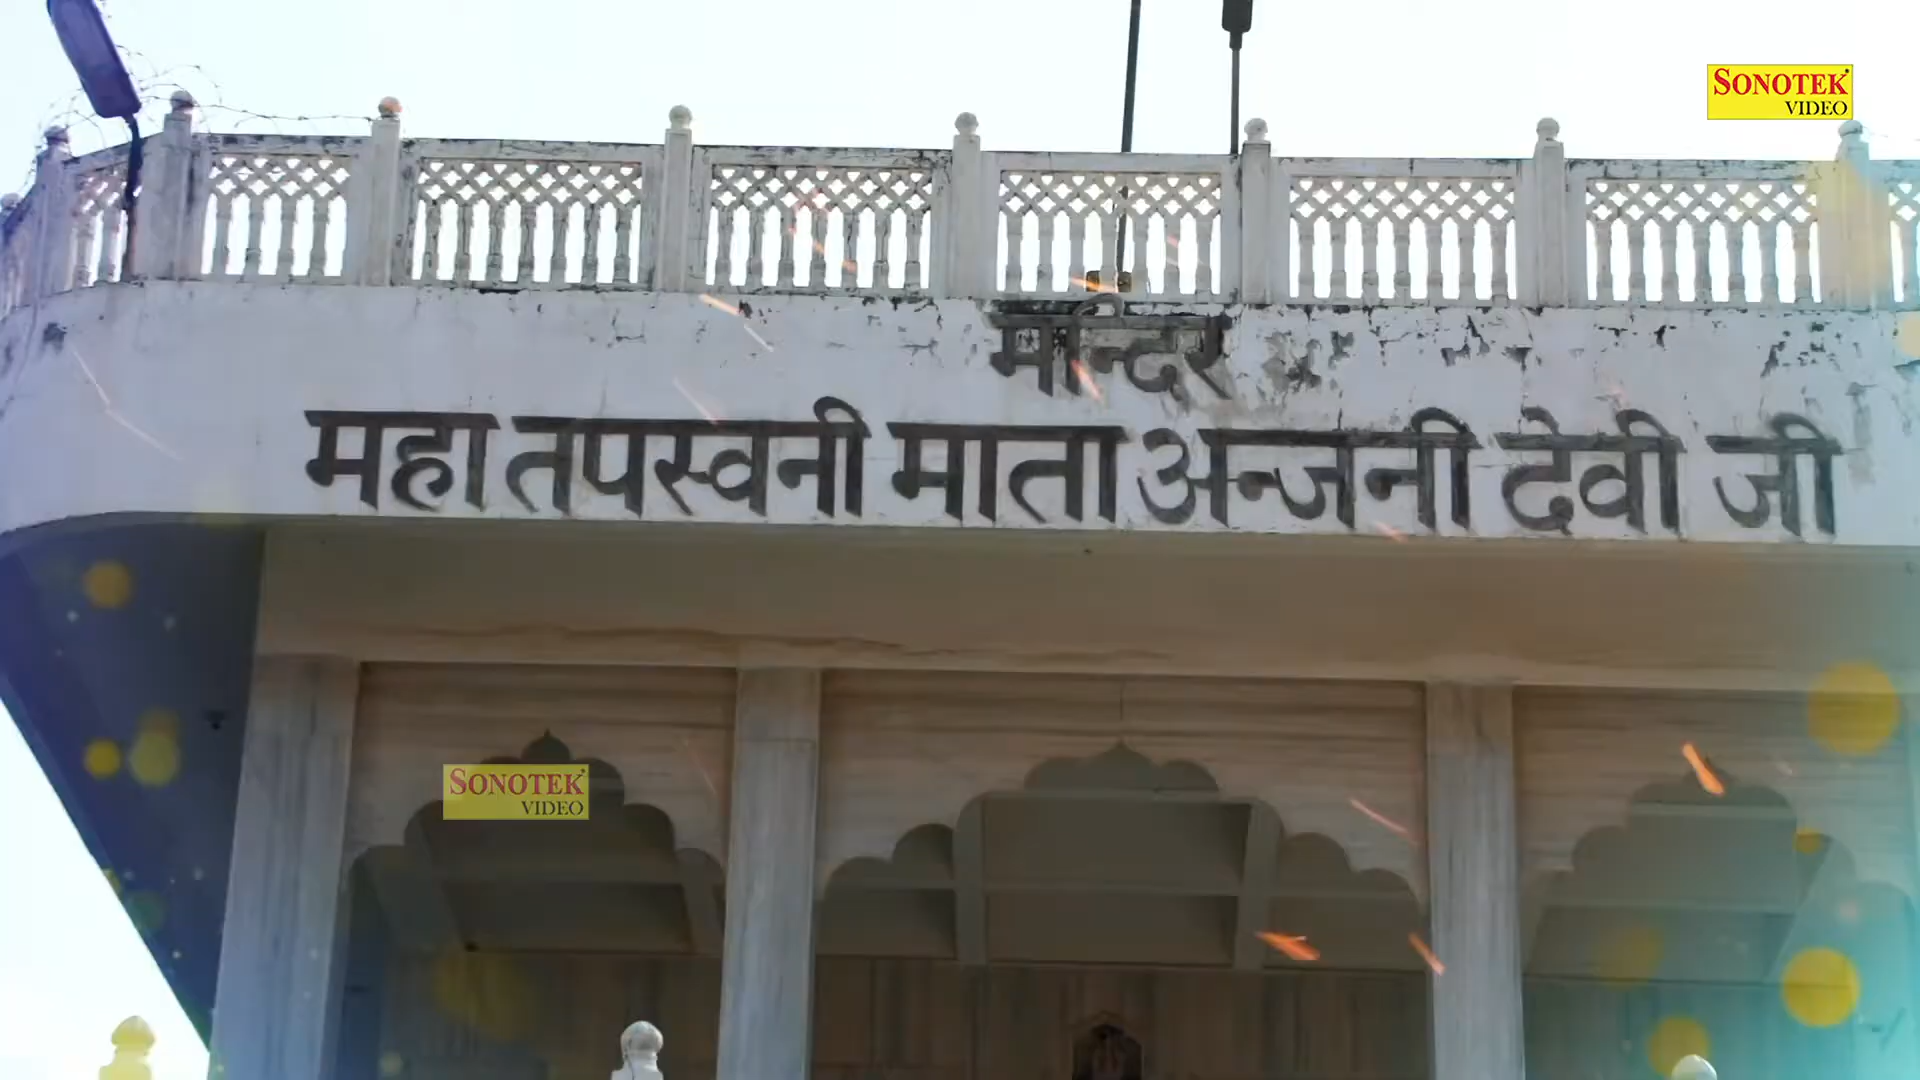 SONOTEK
VIDEO
मन्दिर
महा तपस्वनी माता अन्जनी देवी जी
SONOTEK
VIDEO